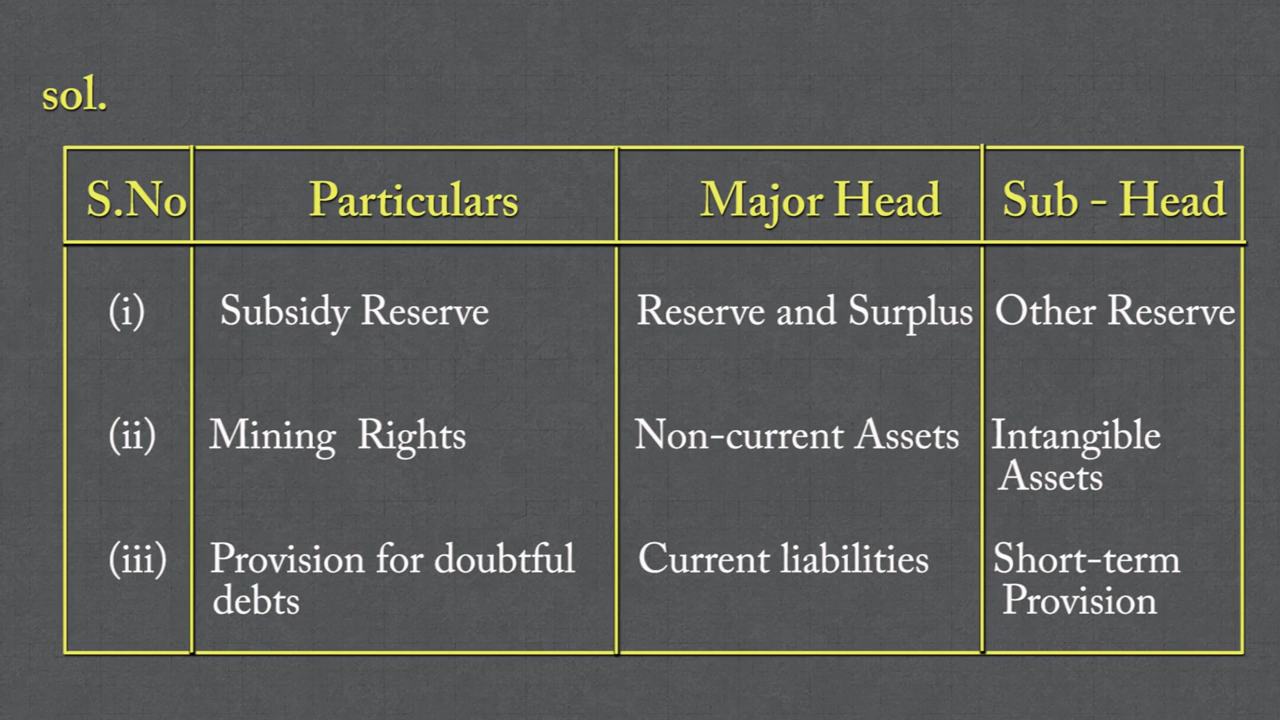 sol.
S.No Particulars Major Head Sub - Head
(i) Subsidy Reserve Reserve and Surplus Other Reserve
(ii) Mining Rights Non-current Assets Intangible
Assets
(iii) Provision for doubtful Current liabilities Short-term
debts Provision